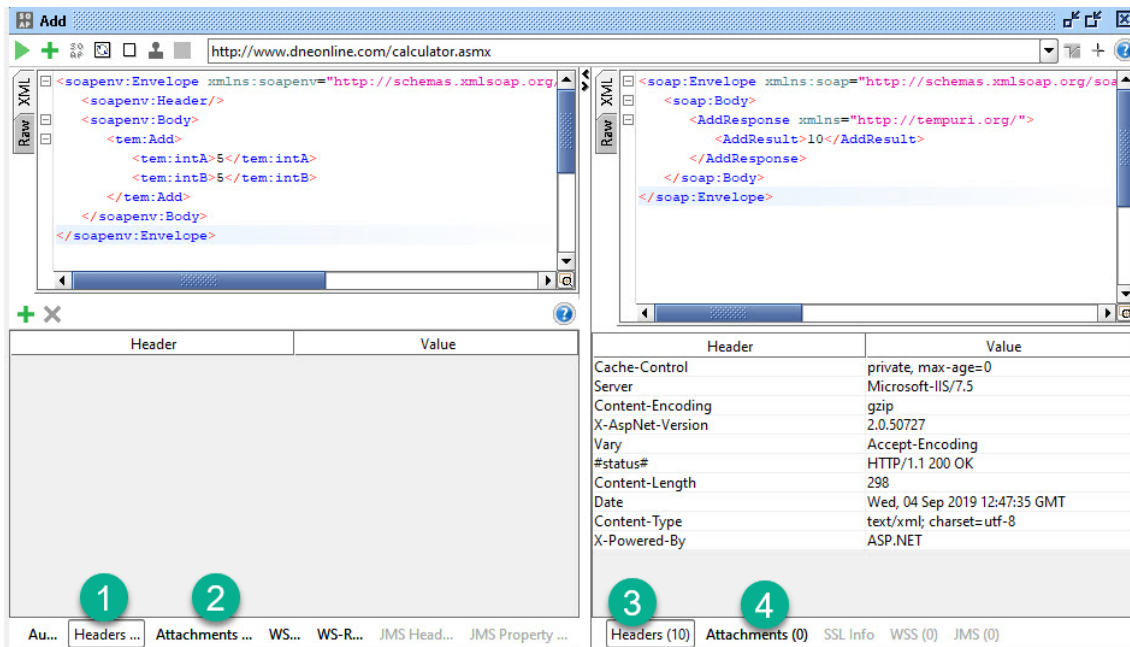 SO
AP
Add
http://www.dneonline.com/calculator.asmx
XML
Raw
<soapenv:Envelope xmlns:soapenv="http://schemas.xmlsoap.org/
<soapenv:Header/>
<soapenv:Body>
<tem:Add>
<tem:intA>5</tem:intA>
<tem:intB>5</tem:intB>
</tem:Add>
</soapenv:Body>
</soapenv:Envelope>
Header Value
1
2
Au... Headers ... Attachments ... WS... WS-R... JMS Head... JMS Property ...
XML
Raw
<soap:Envelope xmlns:soap="http://schemas.xmlsoap.org/soa
<soap:Body>
<AddResponse xmlns="http://tempuri.org/">
<AddResult>10</AddResult>
</AddResponse>
</soap:Body>
</soap:Envelope>
Header Value
Cache-Control private, max-age=0
Server Microsoft-IIS/7.5
Content-Encoding gzip
X-AspNet-Version 2.0.50727
Vary Accept-Encoding
#status# HTTP/1.1 200 OK
Content-Length 298
Date Wed, 04 Sep 2019 12:47:35 GMT
Content-Type text/xml; charset=utf-8
X-Powered-By ASP.NET
3
4
Headers (10) Attachments (0) SSL Info WSS (0) JMS (0)